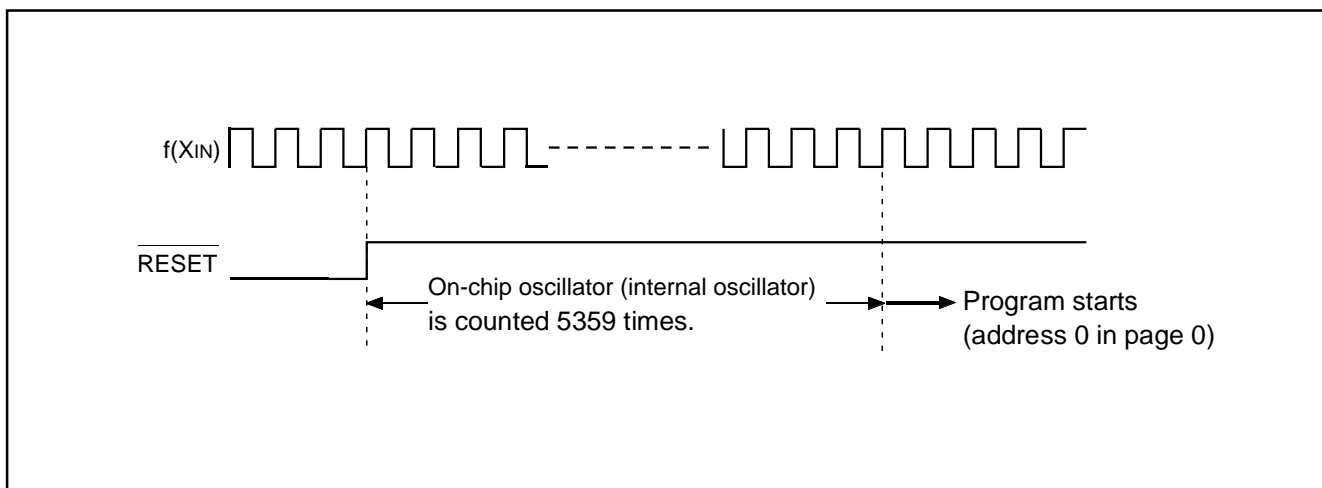 f(XIN)
RESET
On-chip oscillator (internal oscillator)
is counted 5359 times.
Program starts
(address 0 in page 0)